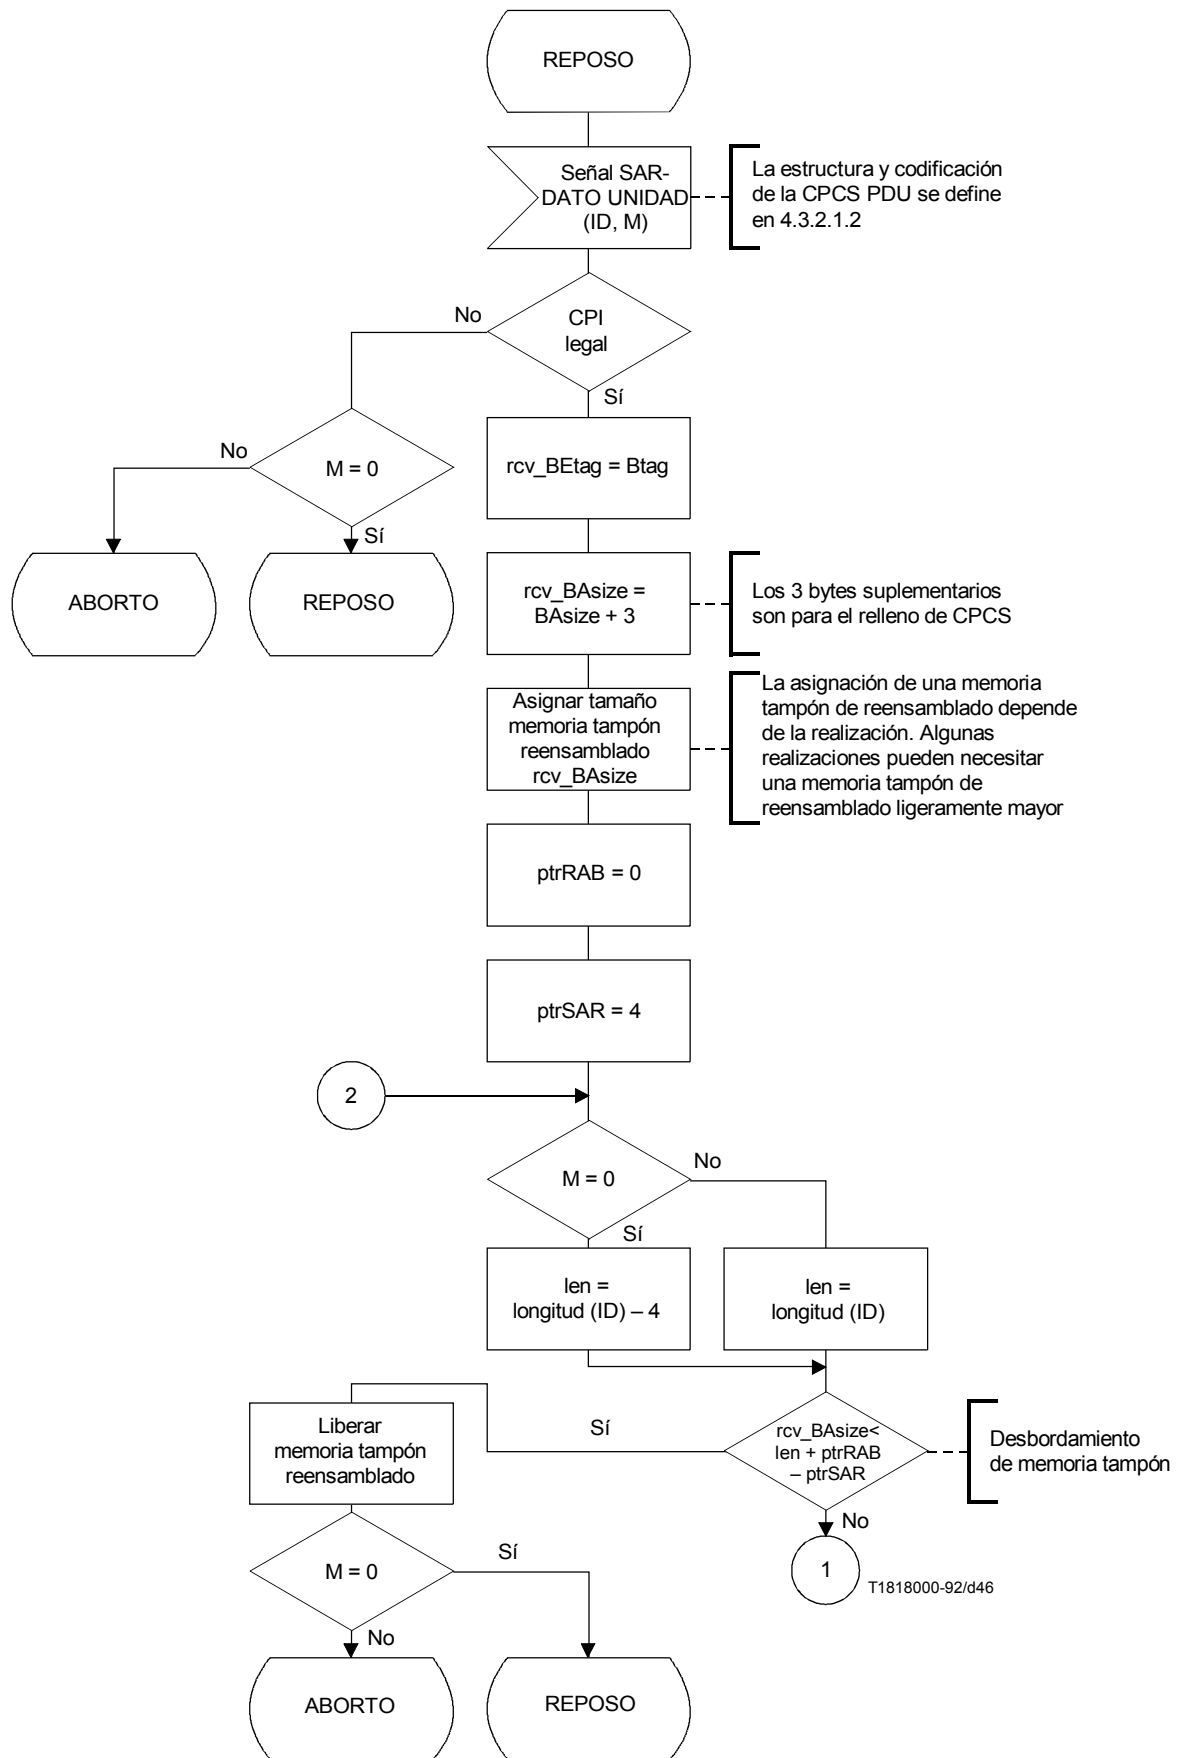 REPOSO
Señal SAR-
DATO UNIDAD
(ID, M)
La estructura y codificación
de la CPCS PDU se define
en 4.3.2.1.2
CPI
legal
No
Sí
M = 0
No
Sí
rcv_BEtag = Btag
ABORTO
REPOSO
rcv_BAsize =
BAsize + 3
Los 3 bytes suplementarios
son para el relleno de CPCS
Asignar tamaño
memoria tampón
reensamblado
rcv_BAsize
La asignación de una memoria
tampón de reensamblado depende
de la realización. Algunas
realizaciones pueden necesitar
una memoria tampón de
reensamblado ligeramente mayor
ptrRAB = 0
ptrSAR = 4
2
M = 0
No
Sí
len =
longitud (ID) – 4
len =
longitud (ID)
rcv_BAsize<
len + ptrRAB
– ptrSAR
Sí
No
Desbordamiento
de memoria tampón
Liberar
memoria tampón
reensamblado
1
T1818000-92/d46
M = 0
Sí
No
ABORTO
REPOSO